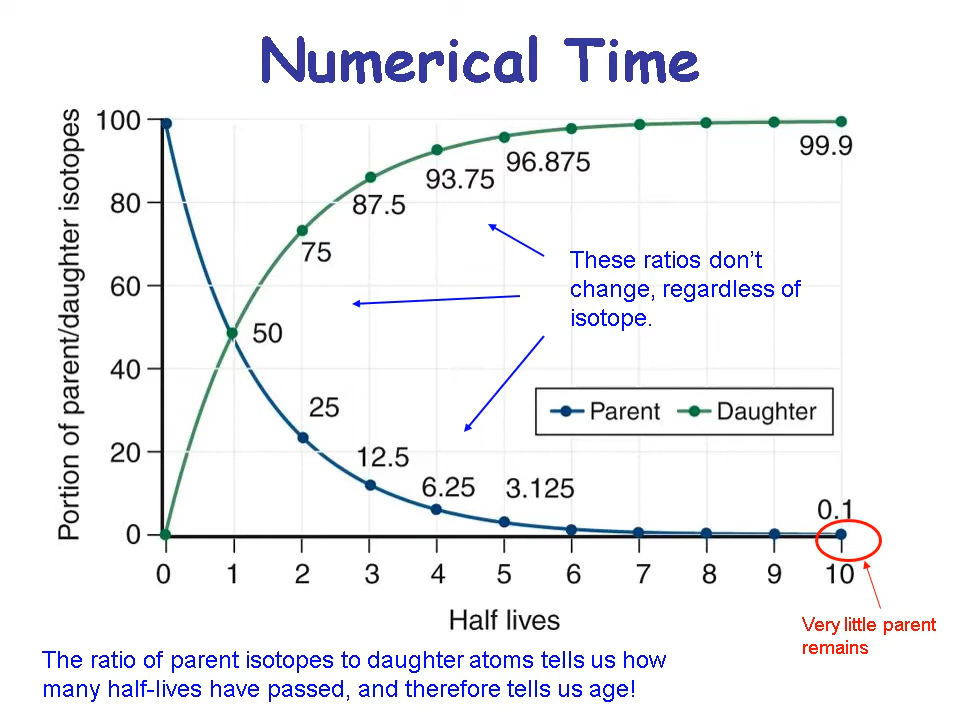 Numerical Time
Portion of parent/daughter isotopes
100
80
60
40
20
0
99.9
96.875
93.75
87.5
75
50
25
12.5
6.25
3.125
0.1
These ratios don't
change, regardless of
isotope.
Parent
Daughter
0 1 2 3 4 5 6 7 8 9 10
Half lives
Very little parent
remains
The ratio of parent isotopes to daughter atoms tells us how
many half-lives have passed, and therefore tells us age!